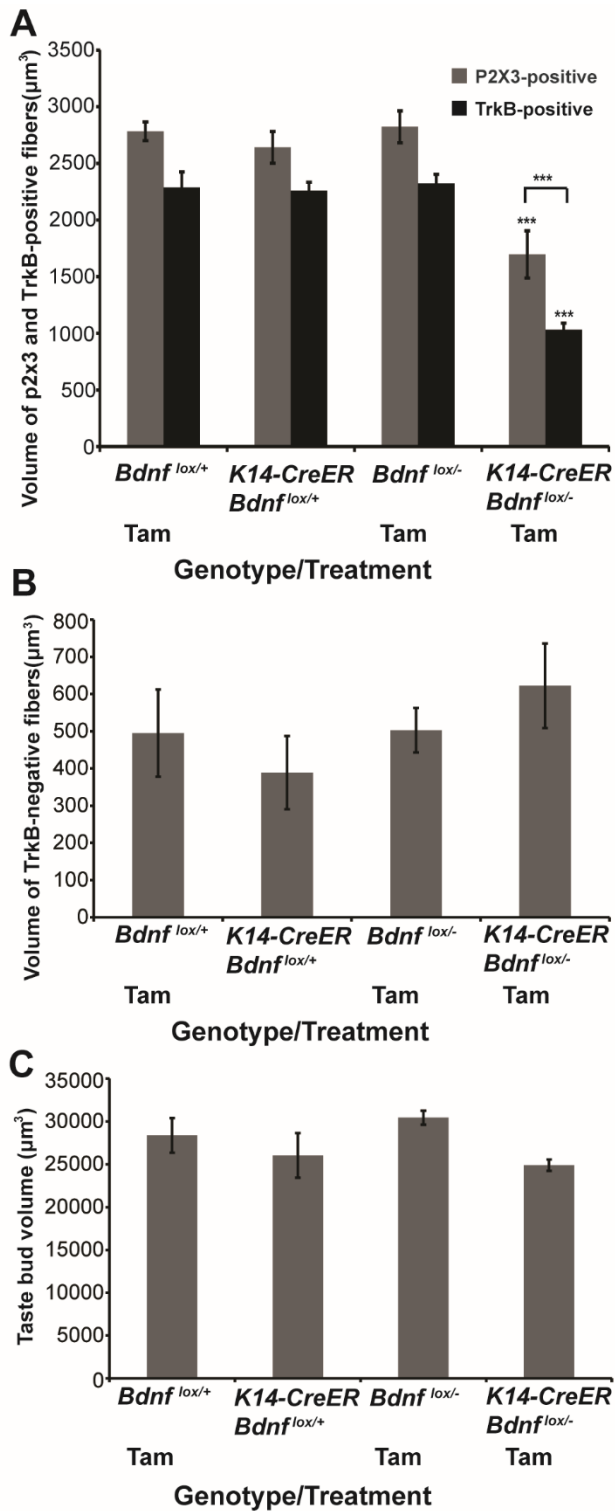 A
3500
3000
2500
2000
1500
1000
500
0
Volume of p2x3 and TrkB-positive fibers(μm³)
P2X3-positive
TrkB-positive
***
***
***
Bdnf lox/+
K14-CreER
Bdnf lox/-
K14-CreER
Bdnf lox/+
Bdnf lox/-
Tam
Tam
Tam
Genotype/Treatment
B
800
700
600
500
400
300
200
100
0
Volume of TrkB-negative fibers(μm³)
Bdnf lox/+
K14-CreER
Bdnf lox/-
K14-CreER
Bdnf lox/+
Bdnf lox/-
Tam
Tam
Tam
Genotype/Treatment
C
35000
30000
25000
20000
15000
10000
5000
0
Taste bud volume (μm³)
Bdnf lox/+
K14-CreER
Bdnf lox/-
K14-CreER
Bdnf lox/+
Bdnf lox/-
Tam
Tam
Tam
Genotype/Treatment